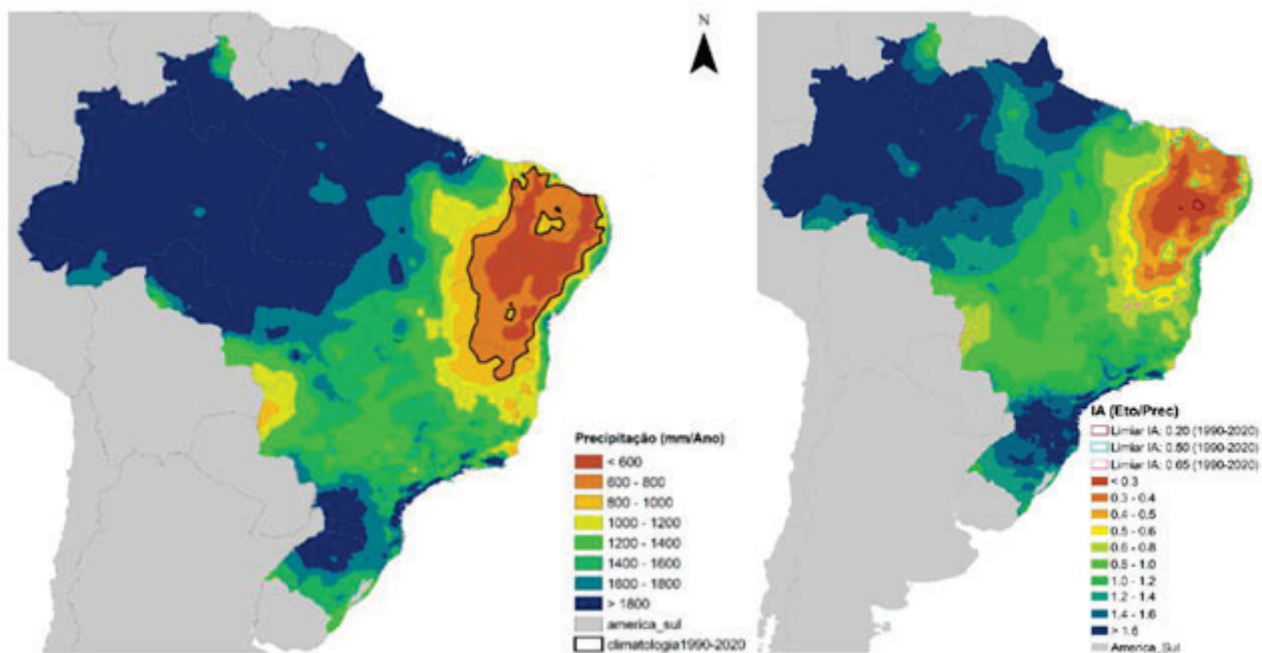 N
Precipitação (mm/Ano)
< 600
600 - 800
800 - 1000
1000 - 1200
1200 - 1400
1400 - 1600
1600 - 1800
> 1800
america_sul
climatologia1990-2020
IA (Eto/Prec)
Limiar IA: 0.20 (1990-2020)
Limiar IA: 0.50 (1990-2020)
Limiar IA: 0.65 (1990-2020)
< 0.3
0.3 - 0.4
0.4 - 0.5
0.5 - 0.6
0.6 - 0.8
0.8 - 1.0
1.0 - 1.2
1.2 - 1.4
1.4 - 1.6
> 1.6
America_Sul